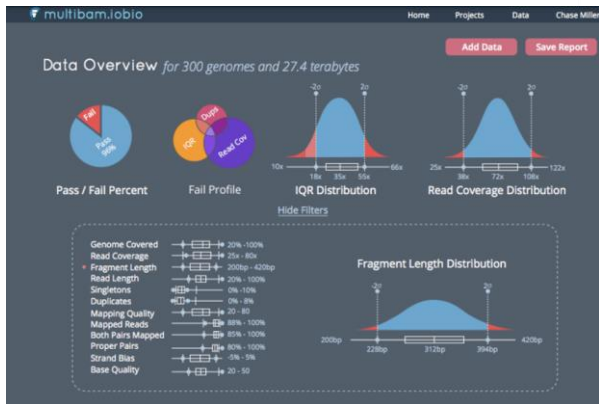 multibam.iobio
Home Projects Data Chase Miller
Add Data Save Report
Data Overview for 300 genomes and 27.4 terabytes
Fail
Pass
90%
Dups
IQR
Read Cov
-2σ 2σ
-2σ 2σ
10x 66x
18x 35x 55x
25x 122x
38x 72x 108x
Pass / Fail Percent
Fail Profile
IQR Distribution
Read Coverage Distribution
Hide Filters
Genome Covered 20% -100%
Read Coverage 25x - 80x
Fragment Length 200bp - 420bp
Read Length 20% - 100%
Singletons 0% -10%
Duplicates 0% - 8%
Mapping Quality 20 - 80
Mapped Reads 88% - 100%
Both Pairs Mapped 85% - 100%
Proper Pairs 80% - 100%
Strand Bias -5% - 5%
Base Quality 20 - 50
Fragment Length Distribution
-2σ 2σ
200bp 420bp
228bp 312bp 394bp